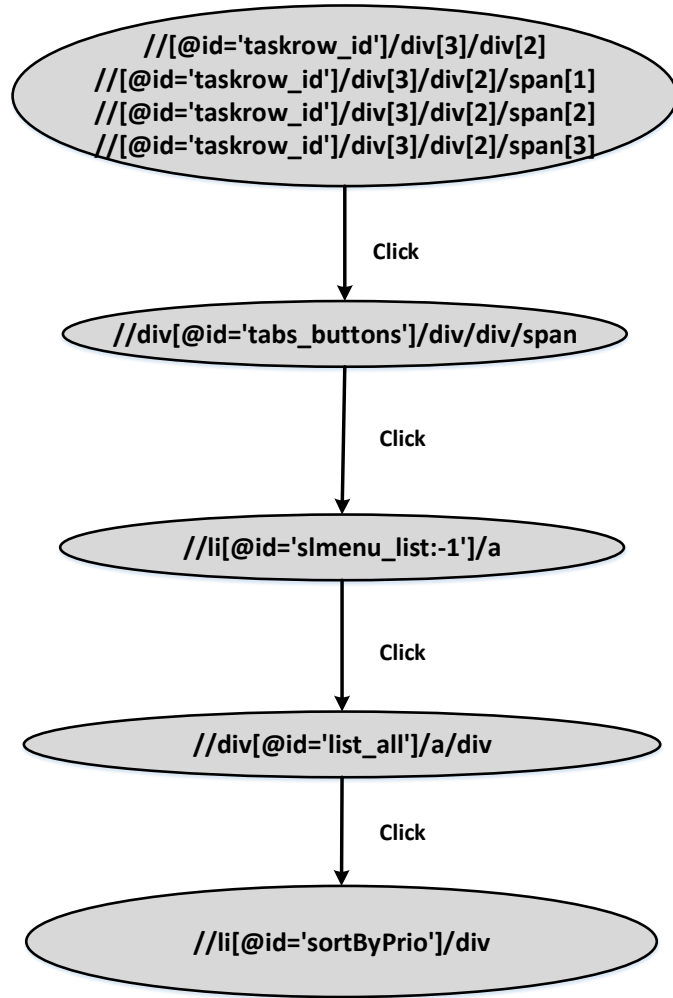 //[@id='taskrow_id']/div[3]/div[2]
//[@id='taskrow_id']/div[3]/div[2]/span[1]
//[@id='taskrow_id']/div[3]/div[2]/span[2]
//[@id='taskrow_id']/div[3]/div[2]/span[3]
Click
//div[@id='tabs_buttons']/div/div/span
Click
//li[@id='slmenu_list:-1']/a
Click
//div[@id='list_all']/a/div
Click
//li[@id='sortByPrio']/div